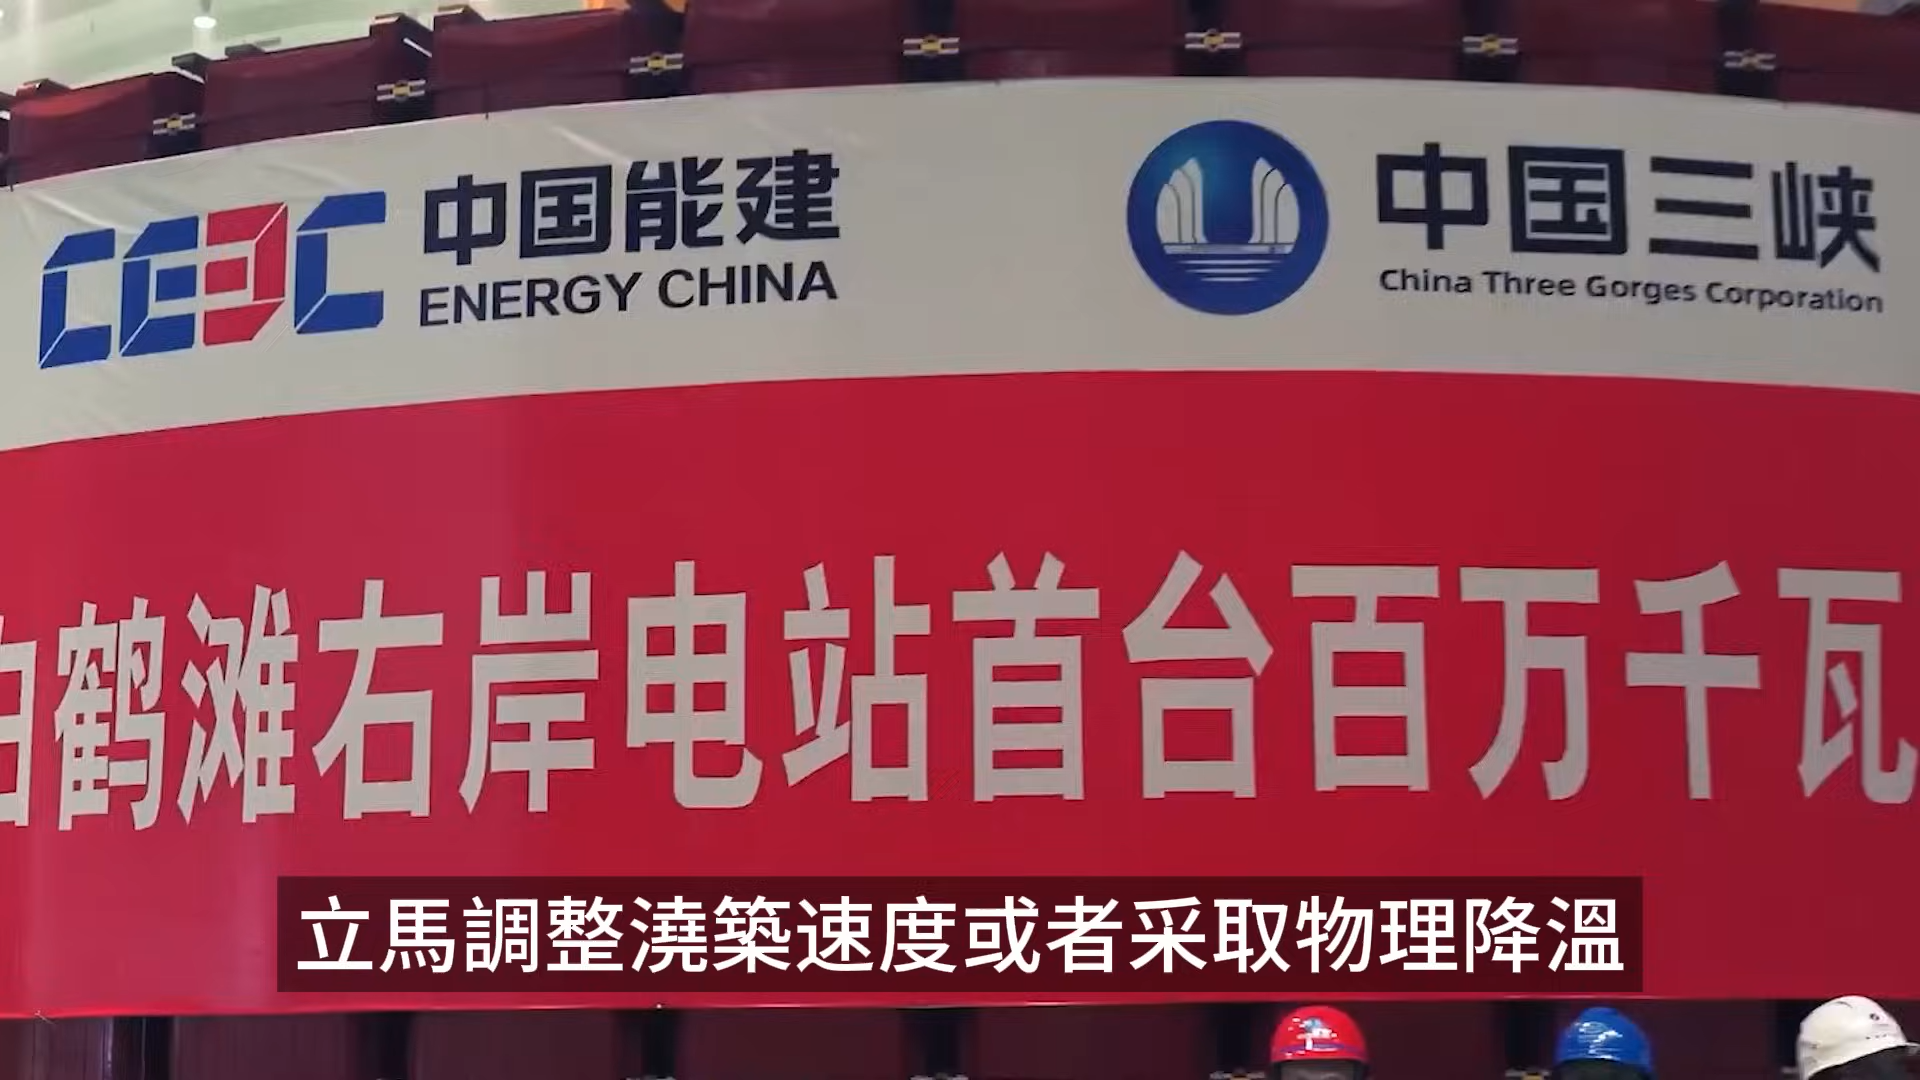 CEEC 中国能建
ENERGY CHINA
中国三峡
China Three Gorges Corporation
白鹤滩右岸电站首台百万千瓦
立馬調整澆築速度或者采取物理降溫